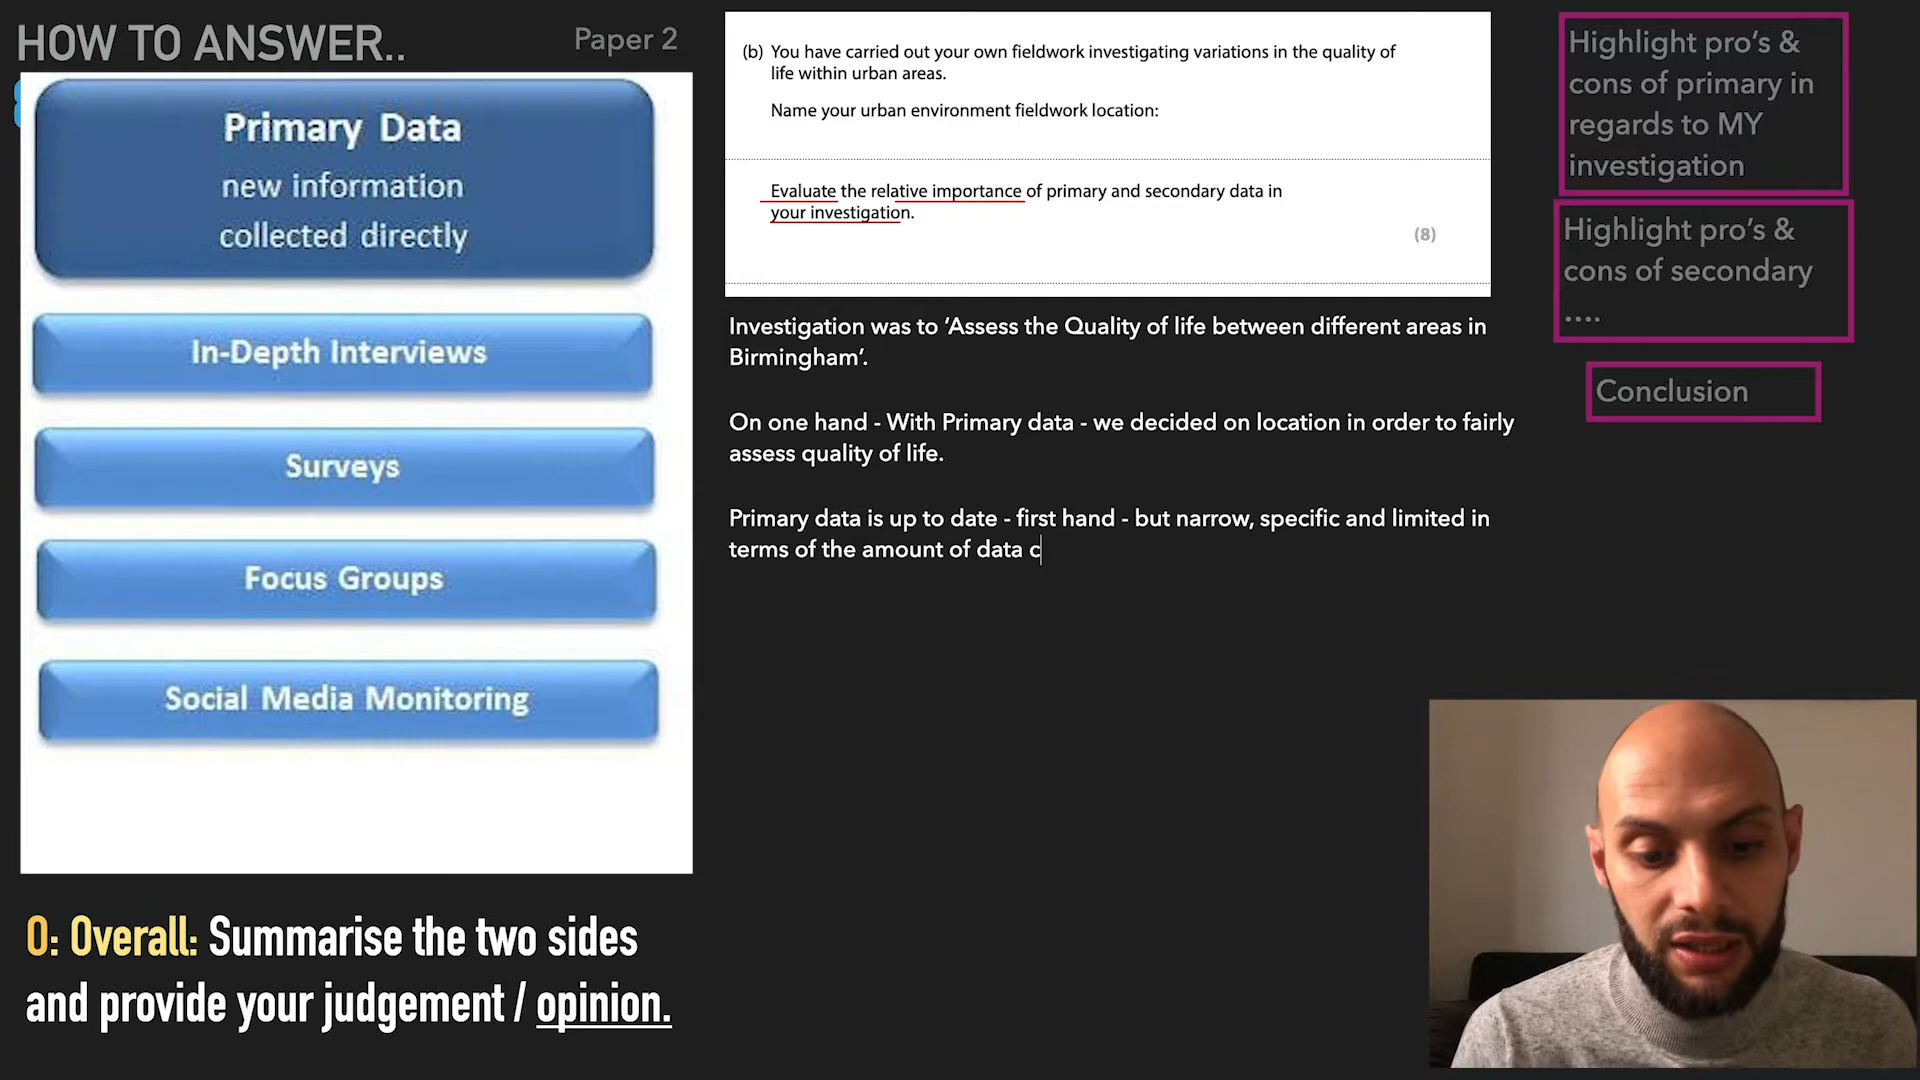 HOW TO ANSWER..
Paper 2
Primary Data
new information
collected directly
In-Depth Interviews
Surveys
Focus Groups
Social Media Monitoring
O: Overall: Summarise the two sides
and provide your judgement / opinion.
(b) You have carried out your own fieldwork investigating variations in the quality of
life within urban areas.
Name your urban environment fieldwork location:
Evaluate the relative importance of primary and secondary data in
your investigation.
(8)
Investigation was to ‘Assess the Quality of life between different areas in
Birmingham’.
On one hand - With Primary data - we decided on location in order to fairly
assess quality of life.
Primary data is up to date - first hand - but narrow, specific and limited in
terms of the amount of data c
Highlight pro’s &
cons of primary in
regards to MY
investigation
Highlight pro’s &
cons of secondary
....
Conclusion